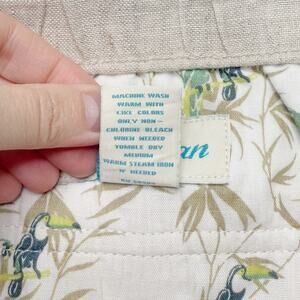 MACHINE WASH
WARM WITH
LIKE COLORS
ONLY NON-
CHLORINE BLEACH
WHEN NEEDED
TUMBLE DRY
MEDIUM
WARM STEAM IRON
IF NEEDED
an